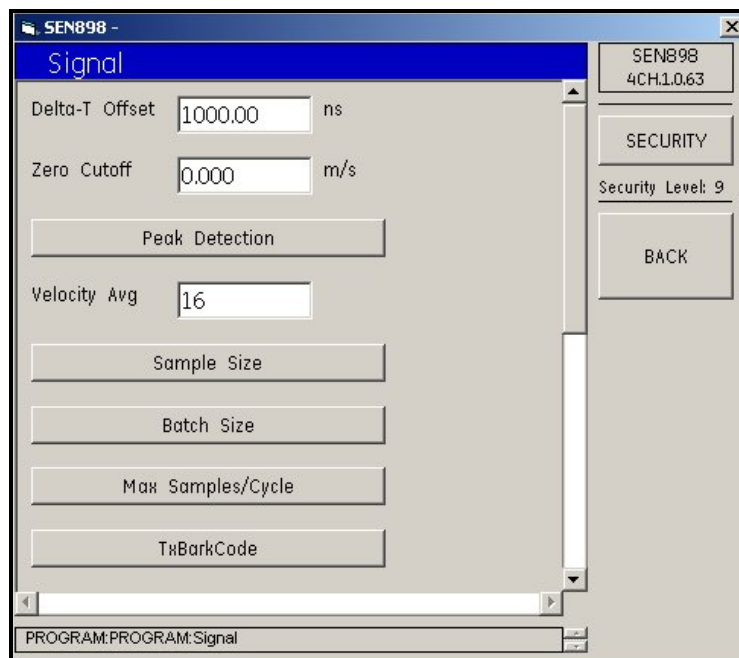 SEN898 -
Signal
SEN898
4CH.1.0.63
Delta-T Offset 1000.00 ns
SECURITY
Zero Cutoff 0.000 m/s
Security Level: 9
Peak Detection
BACK
Velocity Avg 16
Sample Size
Batch Size
Max Samples/Cycle
TxBarkCode
PROGRAM:PROGRAM:Signal